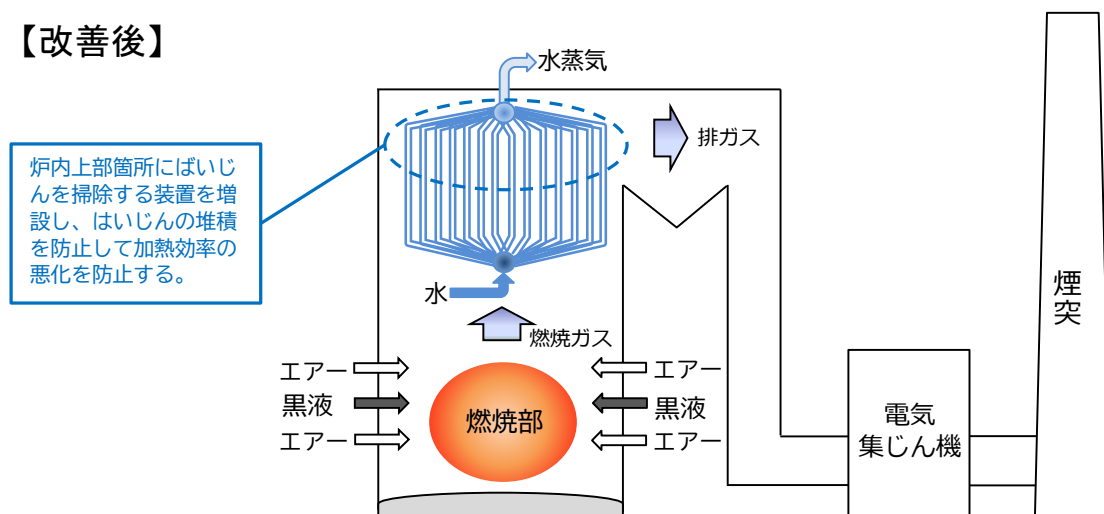 【改善後】
水蒸気
排ガス
炉内上部箇所にばいじ
んを掃除する装置を増
設し、はいじんの堆積
を防止して加熱効率の
悪化を防止する。
水
燃焼ガス
エアー
黒液
エアー
燃焼部
エアー
黒液
エアー
電気
集じん機
煙突